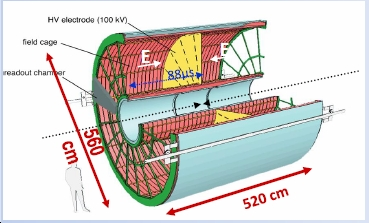 HV electrode (100 kV)
field cage
readout chamber
E
E
88μs
560
cm
520 cm